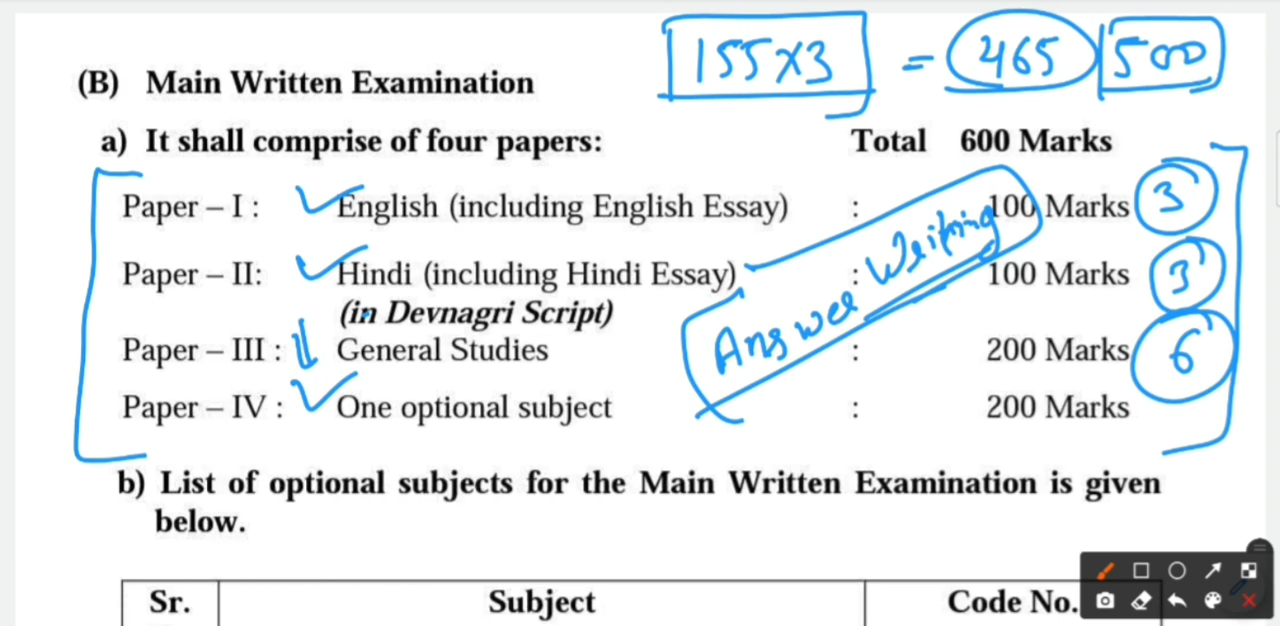 155x3 = 465 500
(B) Main Written Examination
a) It shall comprise of four papers: Total 600 Marks
Paper – I : English (including English Essay) : 100 Marks 3
Paper – II: Hindi (including Hindi Essay) : 100 Marks 3
(in Devnagri Script)
Answer Writing
Paper – III : General Studies : 200 Marks 6
Paper – IV : One optional subject : 200 Marks
b) List of optional subjects for the Main Written Examination is given
below.
Sr. Subject Code No.